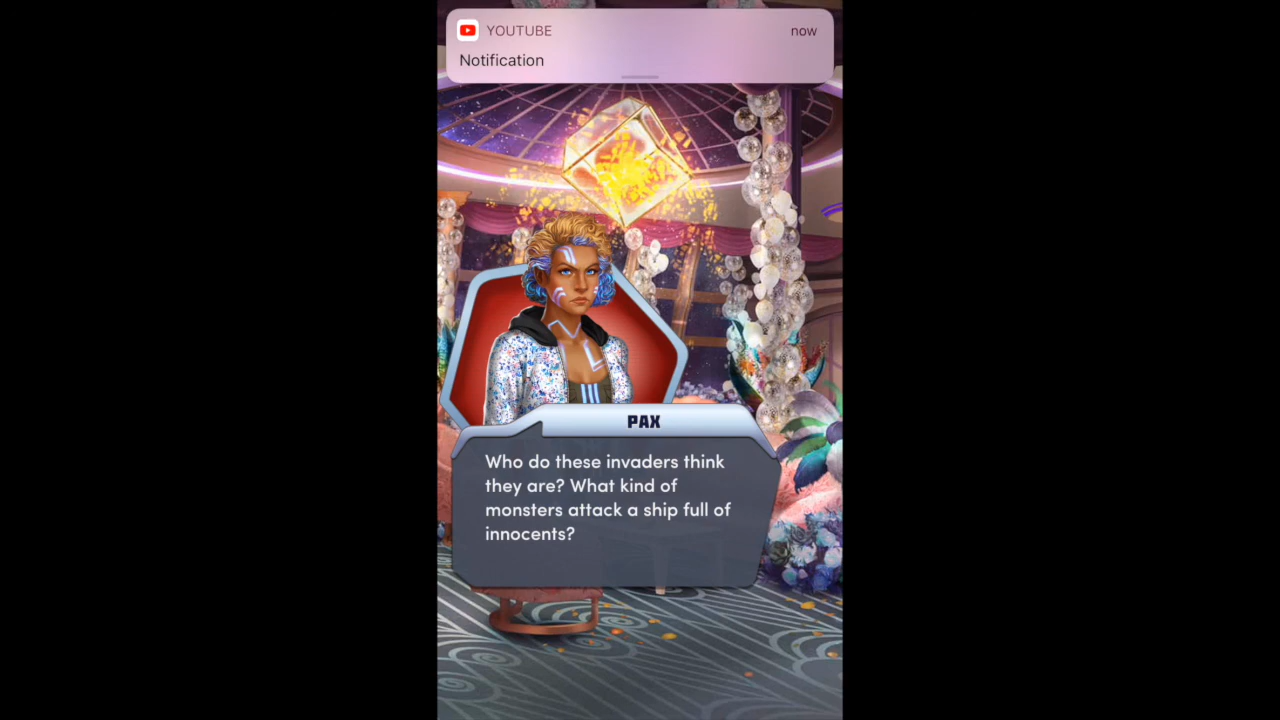 YOUTUBE now
Notification
PAX
Who do these invaders think
they are? What kind of
monsters attack a ship full of
innocents?